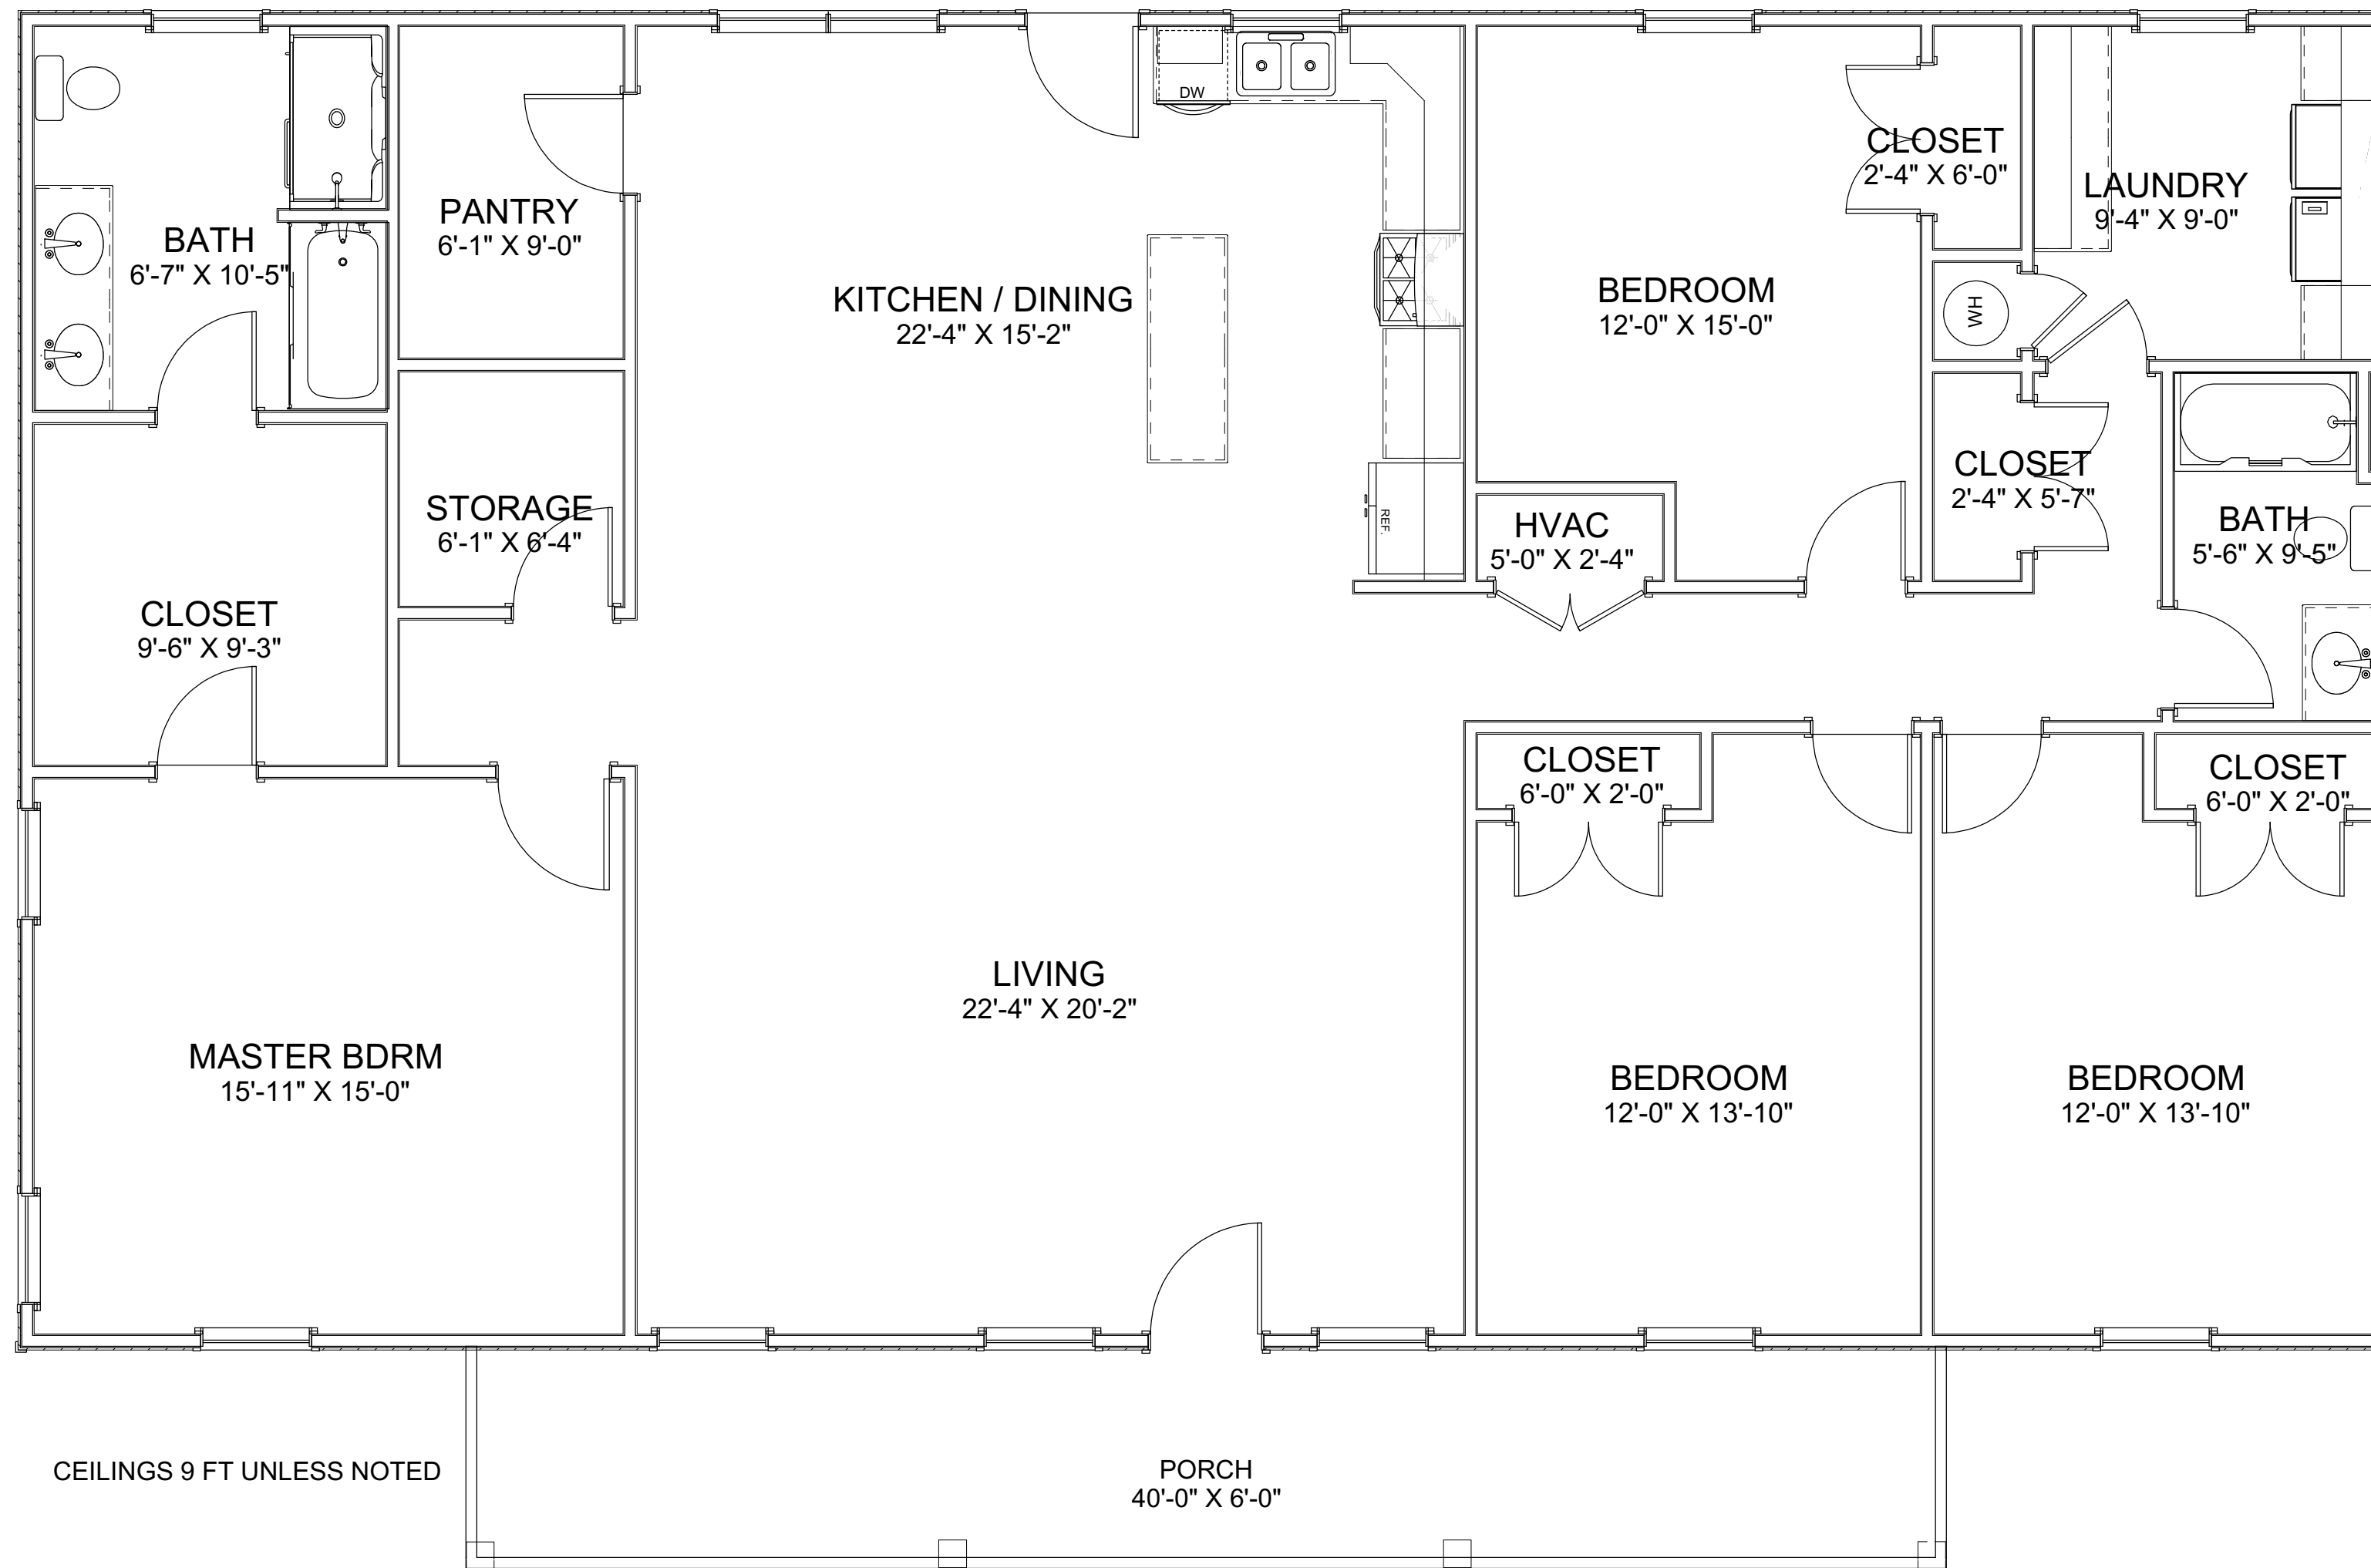 DW
CLOSET
2'-4" X 6'-0"
LAUNDRY
9'-4" X 9'-0"
PANTRY
6'-1" X 9'-0"
BATH
6'-7" X 10'-5"
KITCHEN / DINING
22'-4" X 15'-2"
BEDROOM
12'-0" X 15'-0"
WH
CLOSET
2'-4" X 5'-7"
STORAGE
6'-1" X 6'-4"
REF.
HVAC
5'-0" X 2'-4"
BATH
5'-6" X 9'-5"
CLOSET
9'-6" X 9'-3"
CLOSET
6'-0" X 2'-0"
CLOSET
6'-0" X 2'-0"
LIVING
22'-4" X 20'-2"
MASTER BDRM
15'-11" X 15'-0"
BEDROOM
12'-0" X 13'-10"
BEDROOM
12'-0" X 13'-10"
CEILINGS 9 FT UNLESS NOTED
PORCH
40'-0" X 6'-0"